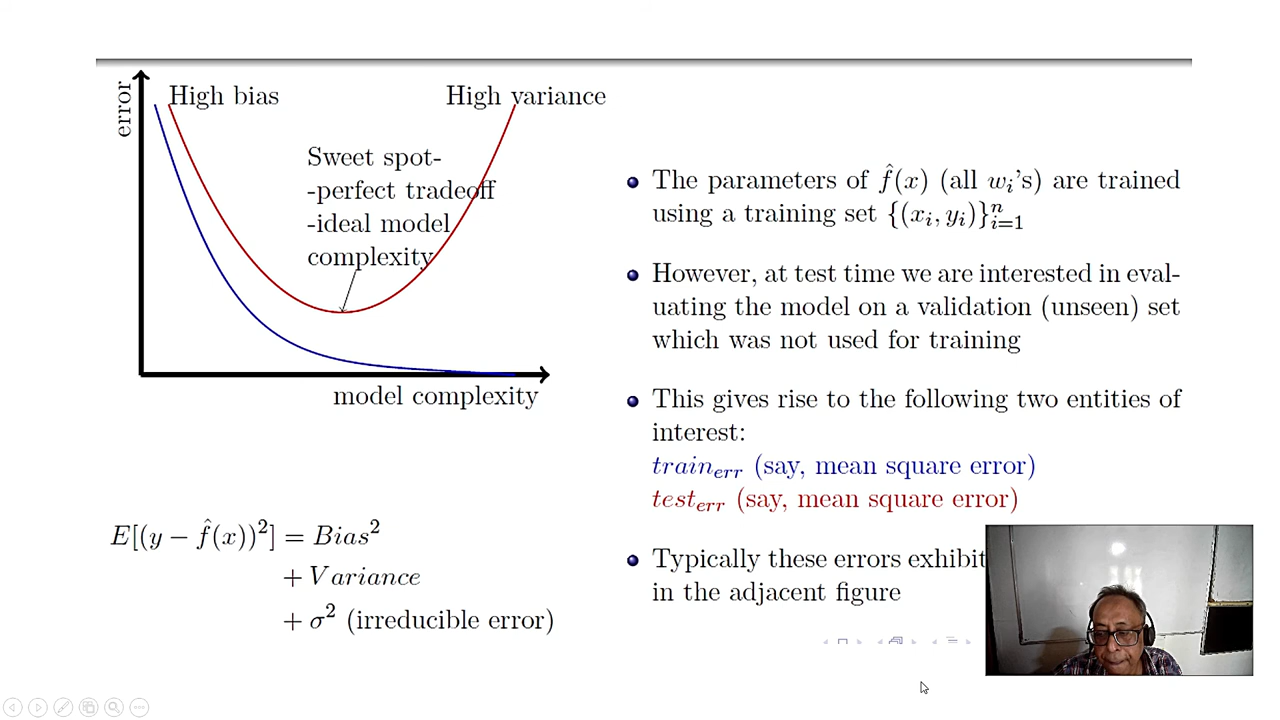 error
High bias
High variance
Sweet spot-
-perfect tradeoff
-ideal model
complexity
model complexity
E[(y − f̂(x))²] = Bias²
+ Variance
+ σ² (irreducible error)
The parameters of f̂(x) (all wᵢ's) are trained
using a training set {(xᵢ, yᵢ)}ⁿᵢ₌₁
However, at test time we are interested in eval-
uating the model on a validation (unseen) set
which was not used for training
This gives rise to the following two entities of
interest:
trainₑᵣᵣ (say, mean square error)
testₑᵣᵣ (say, mean square error)
Typically these errors exhibit
in the adjacent figure